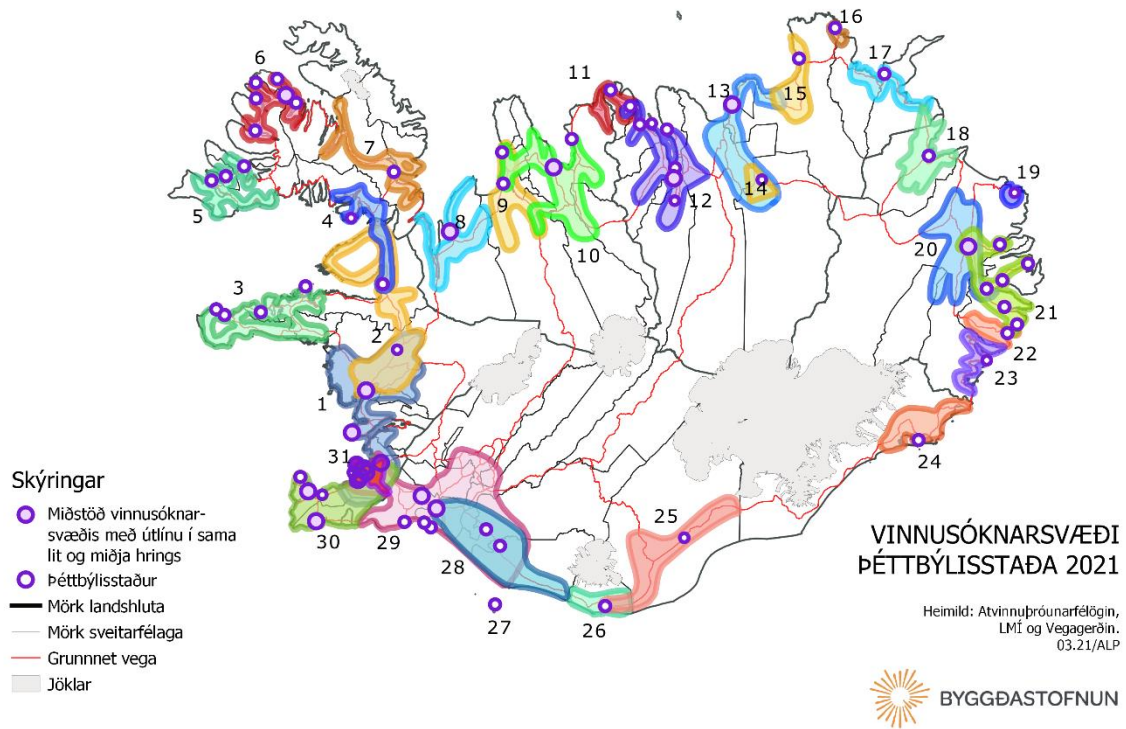 16
6
17
11
13
15
7
18
19
14
5
4
8
9
12
10
20
3
21
2
22
23
1
31
24
Skýringar
Miðstöð vinnusóknar-
svæðis með útlínu í sama
lit og miðja hrings
Þéttbýlisstaður
Mörk landshluta
Mörk sveitarfélaga
Grunnnet vega
Jöklar
30
29
28
25
27
26
VINNUSÓKNARSVÆÐI
ÞÉTTBÝLISSTAÐA 2021
Heimild: Atvinnuþróunarfélögin,
LMÍ og Vegagerðin.
03.21/ALP
BYGGÐASTOFNUN